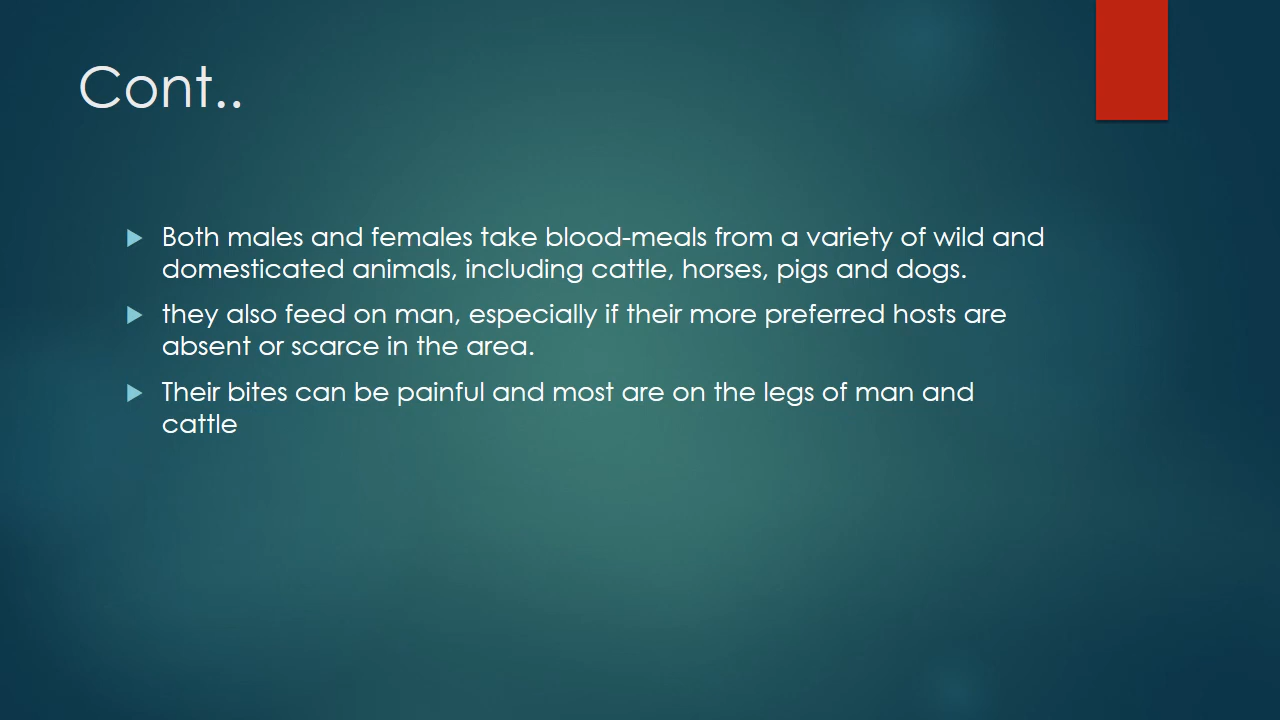 Cont..
Both males and females take blood-meals from a variety of wild and
domesticated animals, including cattle, horses, pigs and dogs.
they also feed on man, especially if their more preferred hosts are
absent or scarce in the area.
Their bites can be painful and most are on the legs of man and
cattle